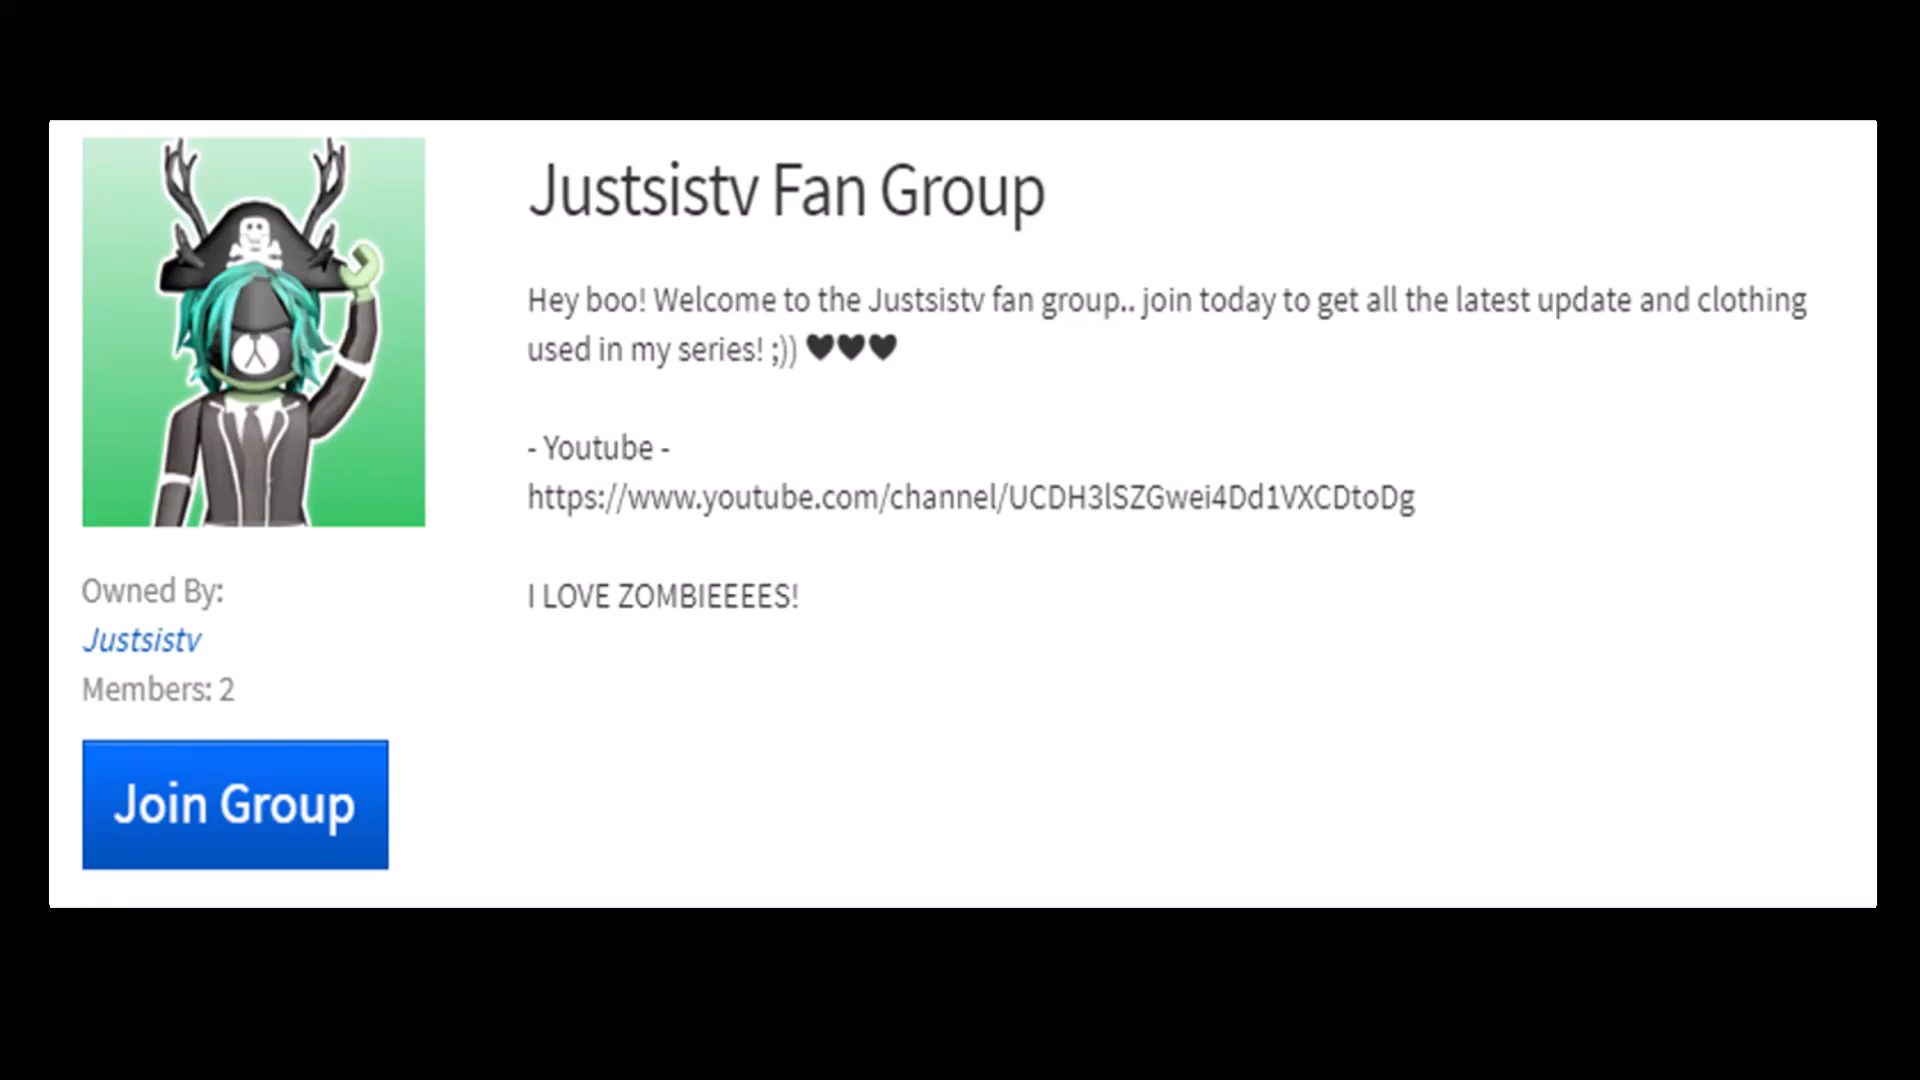 Justsistv Fan Group
Hey boo! Welcome to the Justsistv fan group.. join today to get all the latest update and clothing
used in my series! ;)) ♥♥♥
- Youtube -
https://www.youtube.com/channel/UCDH3lSZGwei4Dd1VXCDtoDg
I LOVE ZOMBIEEEES!
Owned By:
Justsistv
Members: 2
Join Group